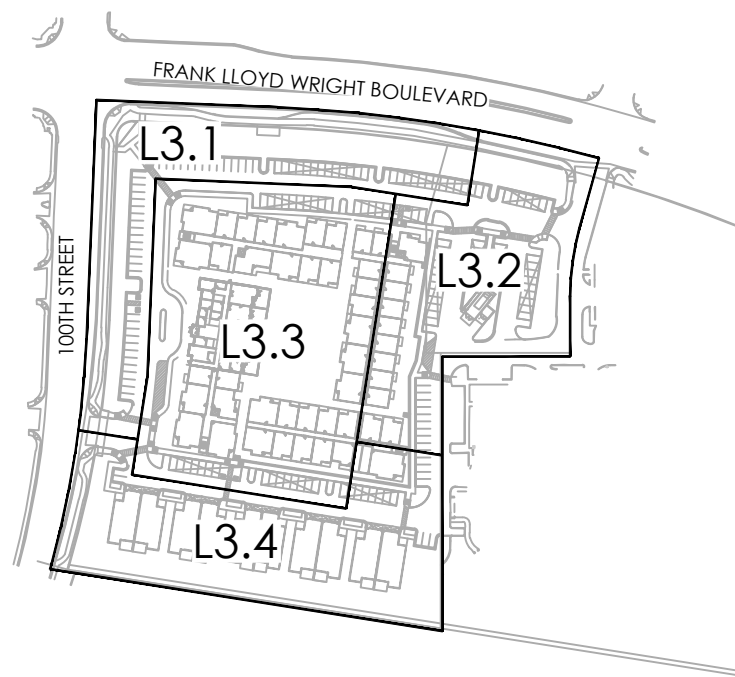 FRANK LLOYD WRIGHT BOULEVARD
L3.1
100TH STREET
L3.2
L3.3
L3.4